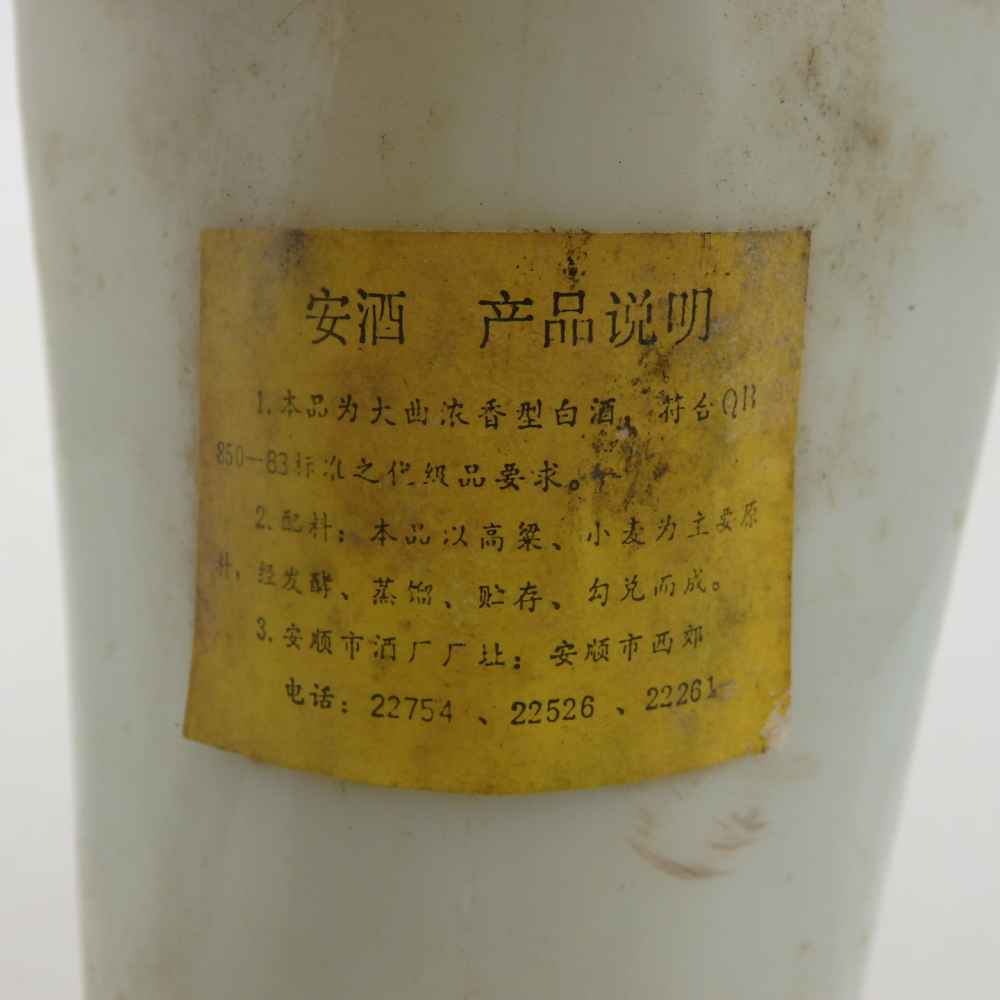 安酒 产品说明
1.本品为大曲浓香型白酒，符合QB
850—83标准之优级品要求。
2.配料：本品以高粱、小麦为主要原
料，经发酵、蒸馏、贮存、勾兑而成。
3.安顺市酒厂厂址：安顺市西郊
电话：22754、22526、22261